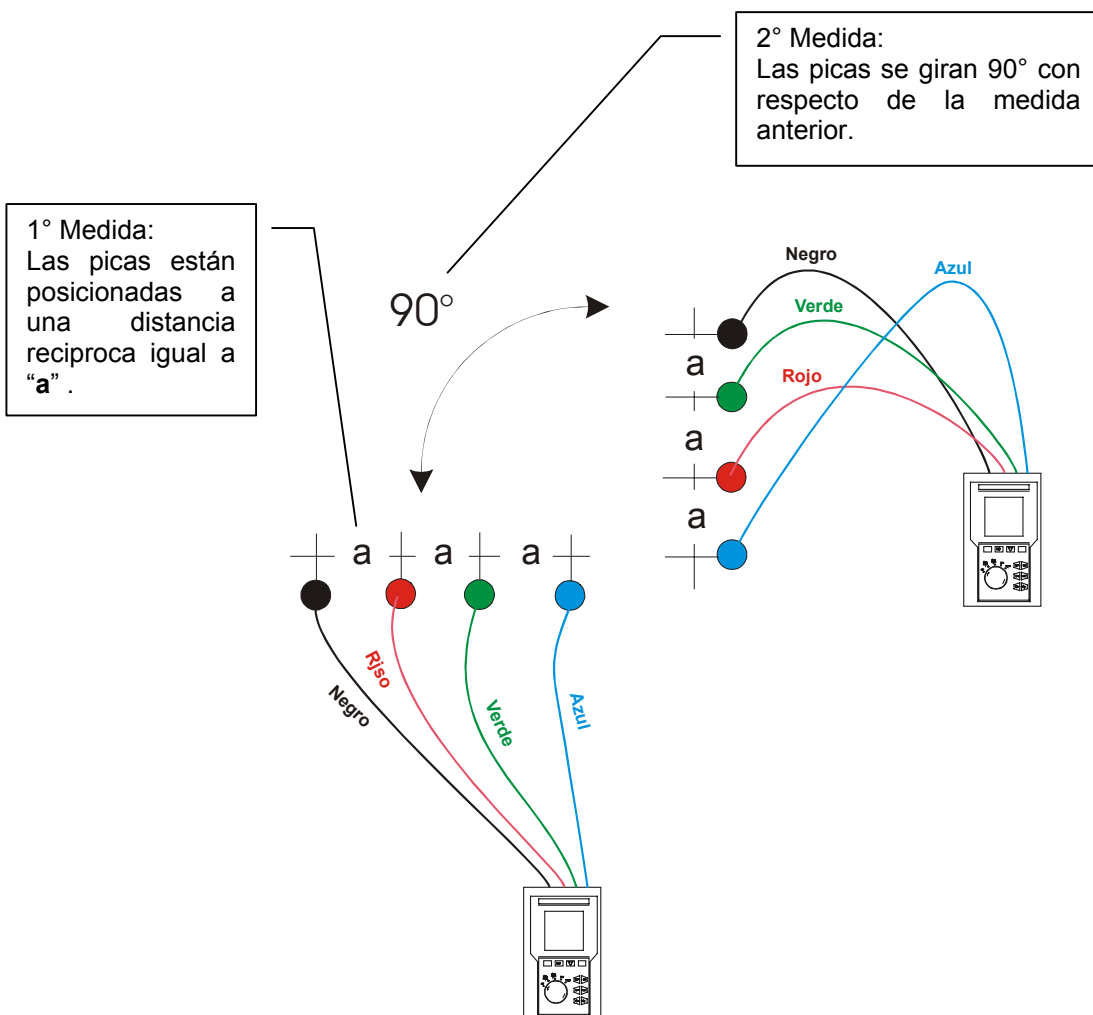 2° Medida:
Las picas se giran 90° con
respecto de la medida
anterior.
1° Medida:
Las picas están
posicionadas a
una distancia
reciproca igual a
“a” .
90°
Negro
Azul
Verde
a
Rojo
a
a
a
a
a
Rjso
Negro
Verde
Azul